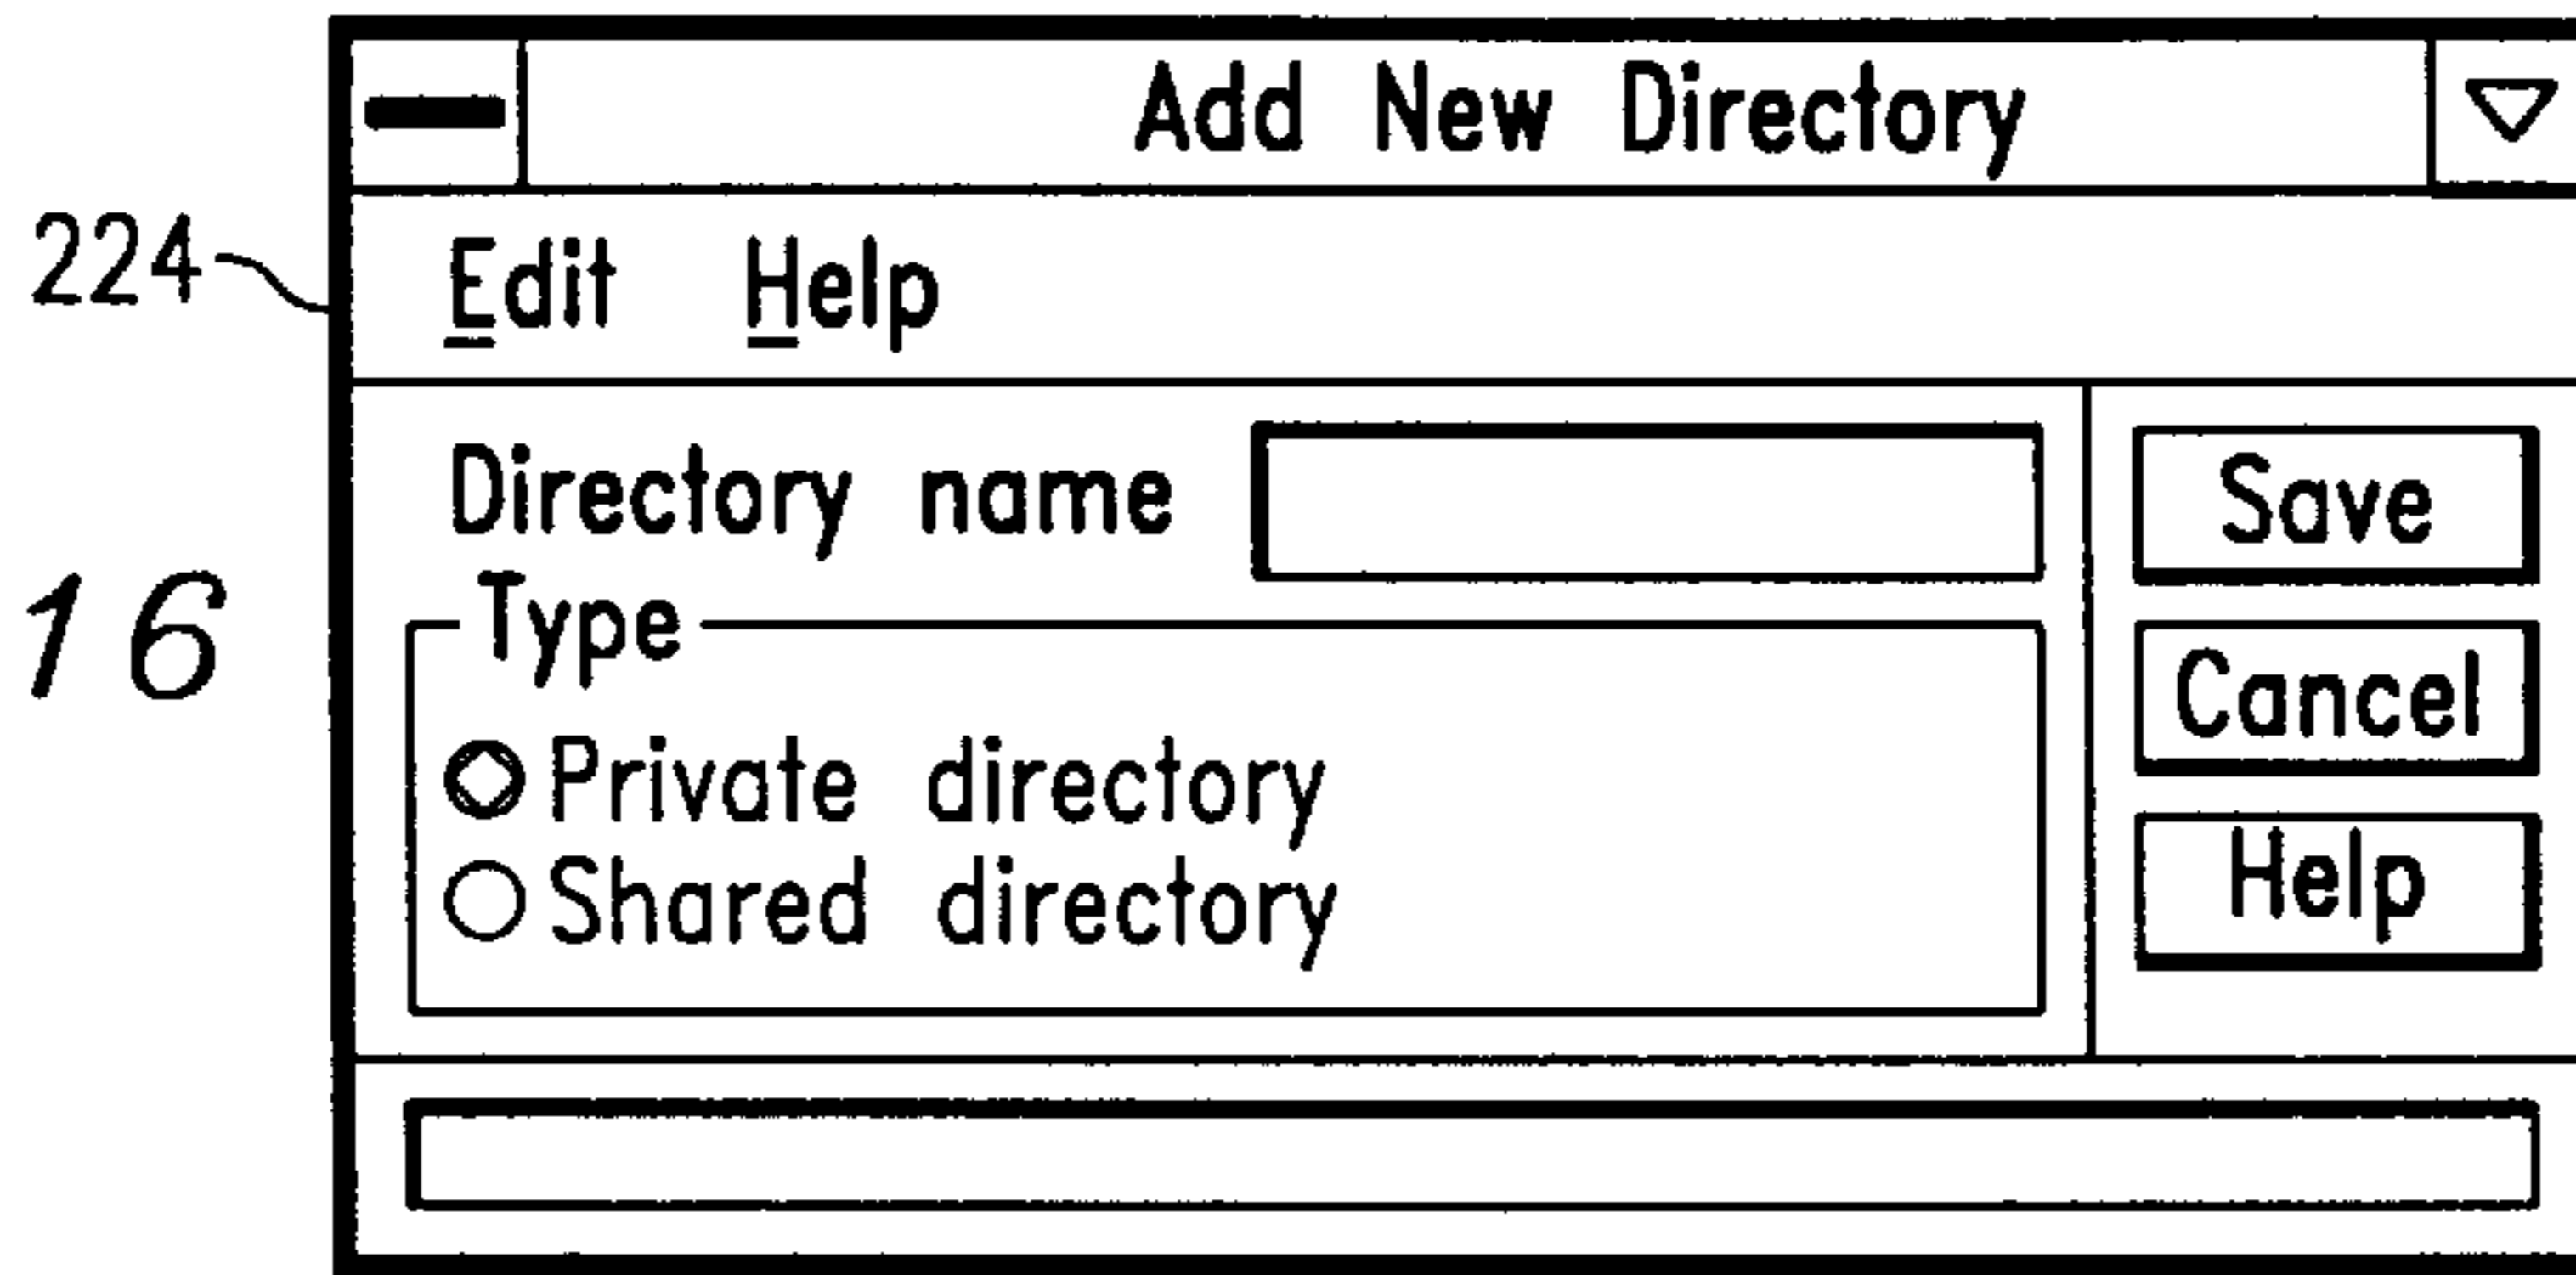 Add New Directory
224
Edit Help
Directory name
Save
16
Type
Cancel
Private directory
Help
Shared directory